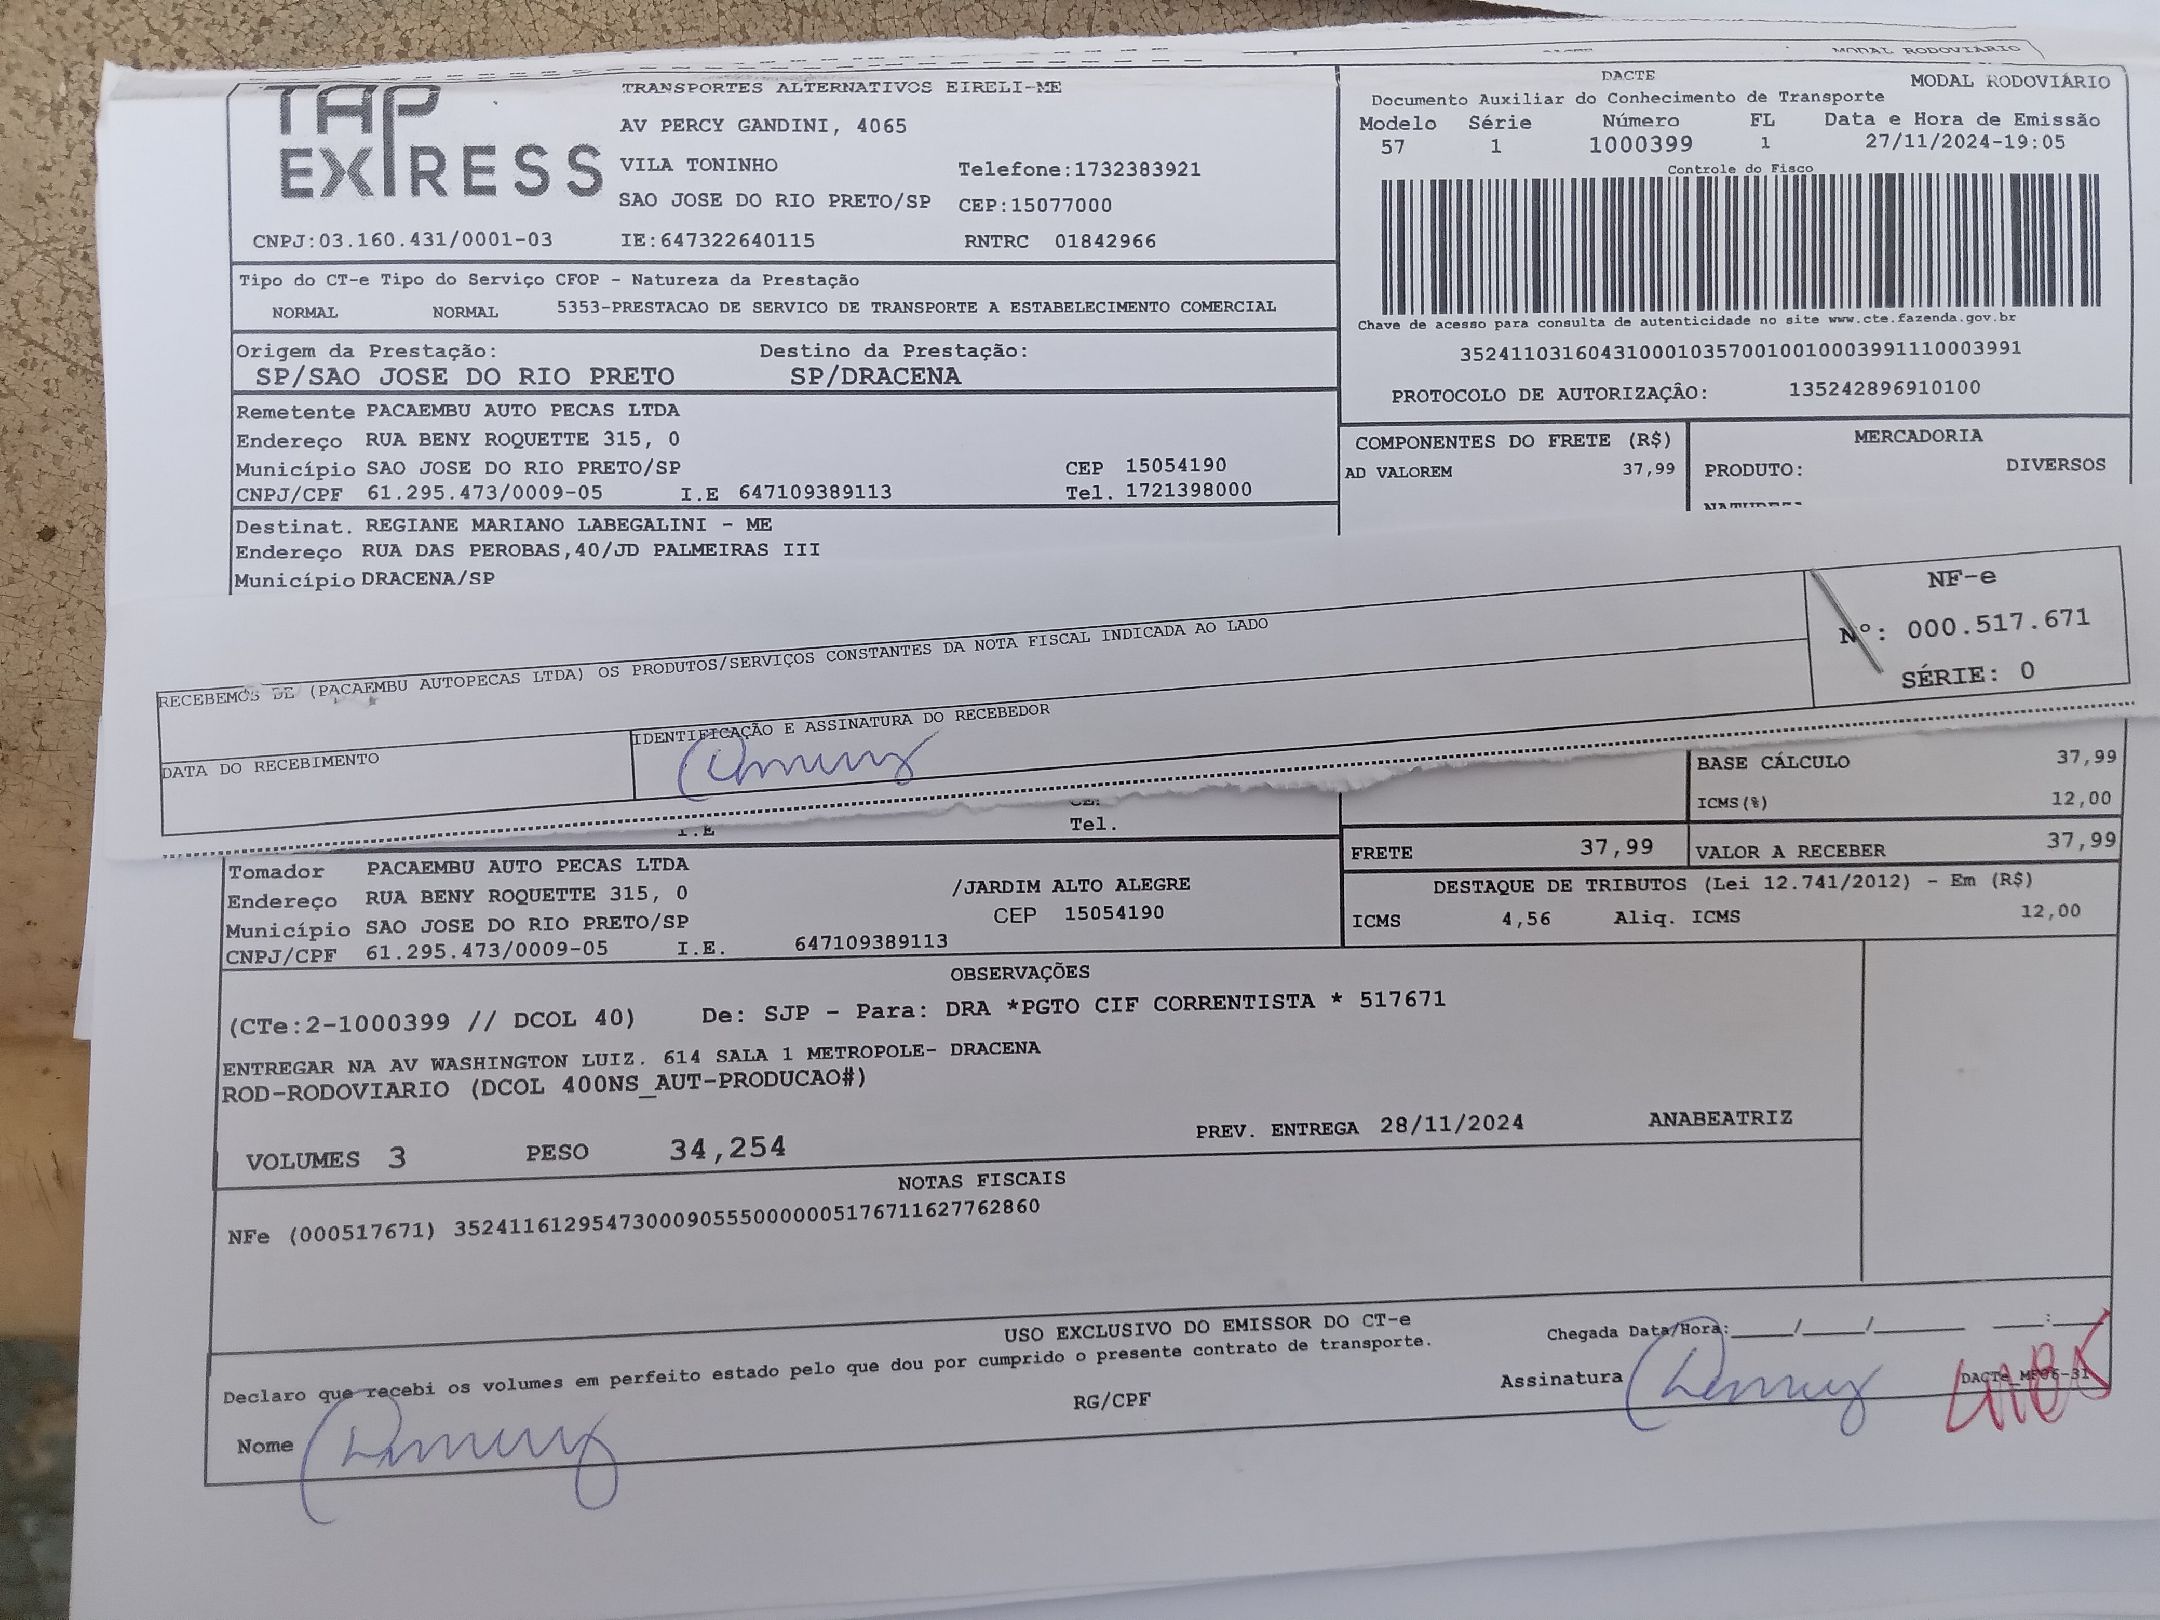 MODAL RODOVIÁRIO
TAP EXPRESS
TRANSPORTES ALTERNATIVOS EIRELI-ME
AV PERCY GANDINI, 4065
VILA TONINHO Telefone:1732383921
SAO JOSE DO RIO PRETO/SP CEP:15077000
CNPJ:03.160.431/0001-03 IE:647322640115 RNTRC 01842966
DACTE MODAL RODOVIÁRIO
Documento Auxiliar do Conhecimento de Transporte
Modelo Série Número FL Data e Hora de Emissão
57 1 1000399 1 27/11/2024-19:05
Controle do Fisco
Chave de acesso para consulta de autenticidade no site www.cte.fazenda.gov.br
35241103160431000103570010010003991110003991
PROTOCOLO DE AUTORIZAÇÂO: 135242896910100
Tipo do CT-e Tipo do Serviço CFOP - Natureza da Prestação
NORMAL NORMAL 5353-PRESTACAO DE SERVICO DE TRANSPORTE A ESTABELECIMENTO COMERCIAL
Origem da Prestação: Destino da Prestação:
SP/SAO JOSE DO RIO PRETO SP/DRACENA
Remetente PACAEMBU AUTO PECAS LTDA
Endereço RUA BENY ROQUETTE 315, 0
Município SAO JOSE DO RIO PRETO/SP CEP 15054190
CNPJ/CPF 61.295.473/0009-05 I.E 647109389113 Tel. 1721398000
COMPONENTES DO FRETE (R$) MERCADORIA
AD VALOREM 37,99 PRODUTO: DIVERSOS
Destinat. REGIANE MARIANO LABEGALINI - ME
Endereço RUA DAS PEROBAS,40/JD PALMEIRAS III
Município DRACENA/SP
RECEBEMOS DE (PACAEMBU AUTOPECAS LTDA) OS PRODUTOS/SERVIÇOS CONSTANTES DA NOTA FISCAL INDICADA AO LADO
DATA DO RECEBIMENTO IDENTIFICAÇÃO E ASSINATURA DO RECEBEDOR
NF-e
Nº: 000.517.671
SÉRIE: 0
BASE CÁLCULO 37,99
ICMS(%) 12,00
I.E Tel.
FRETE 37,99 VALOR A RECEBER 37,99
Tomador PACAEMBU AUTO PECAS LTDA
Endereço RUA BENY ROQUETTE 315, 0 /JARDIM ALTO ALEGRE
Município SAO JOSE DO RIO PRETO/SP CEP 15054190
CNPJ/CPF 61.295.473/0009-05 I.E. 647109389113
DESTAQUE DE TRIBUTOS (Lei 12.741/2012) - Em (R$)
ICMS 4,56 Aliq. ICMS 12,00
OBSERVAÇÕES
(CTe:2-1000399 // DCOL 40) De: SJP - Para: DRA *PGTO CIF CORRENTISTA * 517671
ENTREGAR NA AV WASHINGTON LUIZ. 614 SALA 1 METROPOLE- DRACENA
ROD-RODOVIARIO (DCOL 400NS_AUT-PRODUCAO#)
VOLUMES 3 PESO 34,254 PREV. ENTREGA 28/11/2024 ANABEATRIZ
NOTAS FISCAIS
NFe (000517671) 35241161295473000905550000005176711627762860
USO EXCLUSIVO DO EMISSOR DO CT-e
Declaro que recebi os volumes em perfeito estado pelo que dou por cumprido o presente contrato de transporte.
Chegada Data/Hora:____/____/______ ___:___
Nome RG/CPF Assinatura